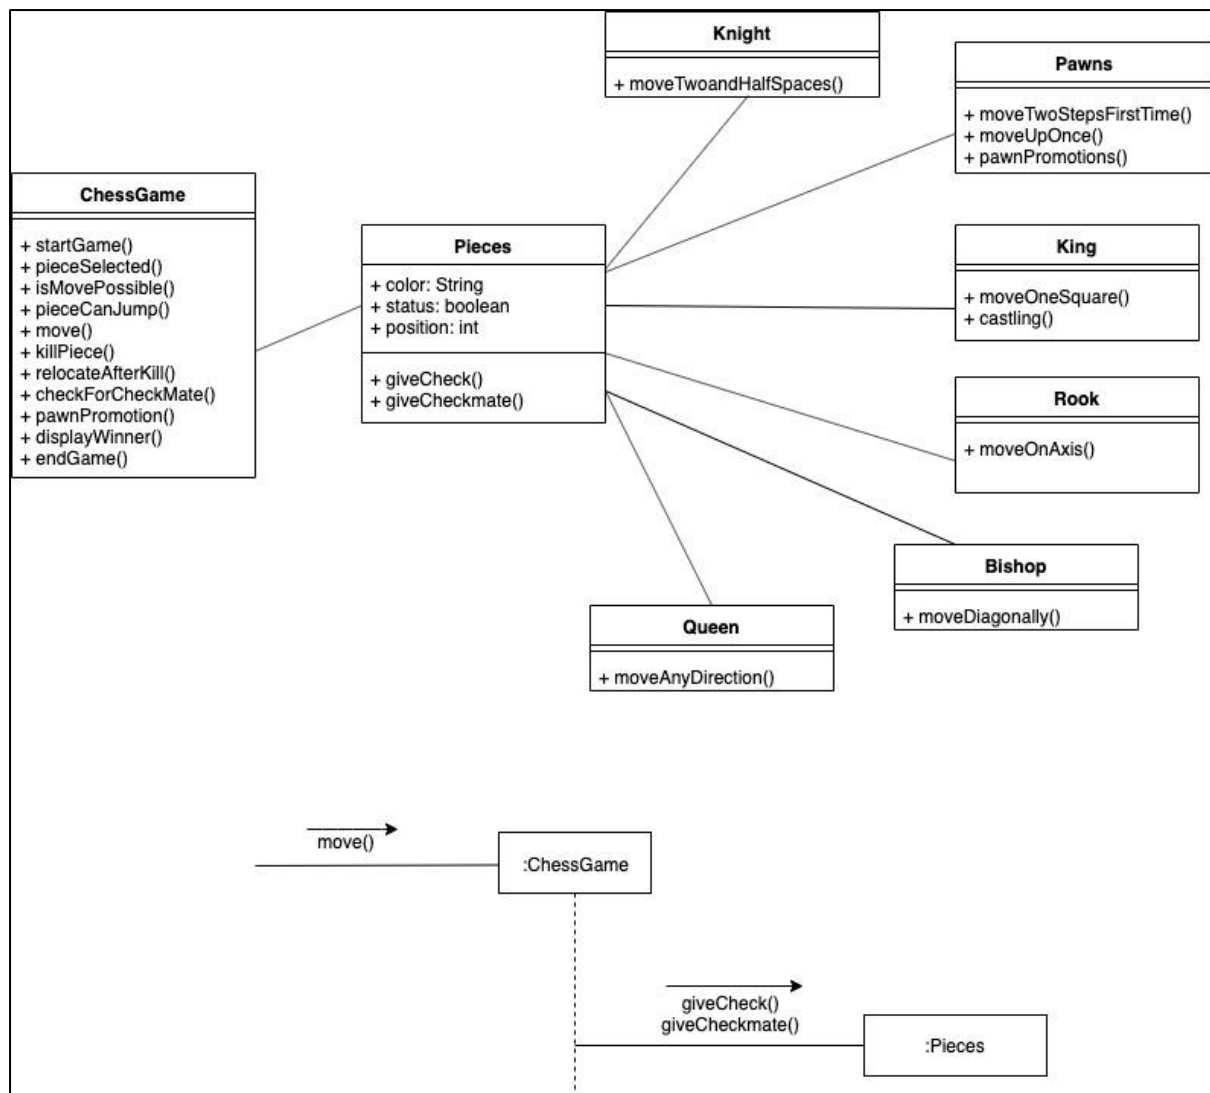 Knight
+ moveTwoandHalfSpaces()
Pawns
+ moveTwoStepsFirstTime()
+ moveUpOnce()
+ pawnPromotions()
ChessGame
+ startGame()
+ pieceSelected()
+ isMovePossible()
+ pieceCanJump()
+ move()
+ killPiece()
+ relocateAfterKill()
+ checkForCheckMate()
+ pawnPromotion()
+ displayWinner()
+ endGame()
Pieces
+ color: String
+ status: boolean
+ position: int
+ giveCheck()
+ giveCheckmate()
King
+ moveOneSquare()
+ castling()
Rook
+ moveOnAxis()
Bishop
+ moveDiagonally()
Queen
+ moveAnyDirection()
move()
:ChessGame
giveCheck()
giveCheckmate()
:Pieces